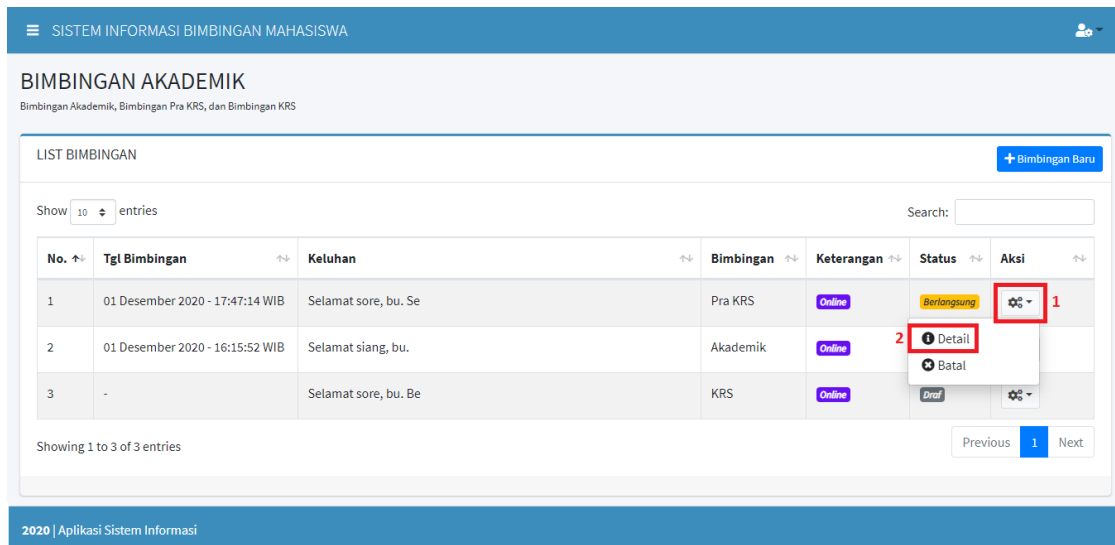 SISTEM INFORMASI BIMBINGAN MAHASISWA
BIMBINGAN AKADEMIK
Bimbingan Akademik, Bimbingan Pra KRS, dan Bimbingan KRS
LIST BIMBINGAN
Bimbingan Baru
Show 10 entries
Search:
No. Tgl Bimbingan Keluhan Bimbingan Keterangan Status Aksi
1 01 Desember 2020 - 17:47:14 WIB Selamat sore, bu. Se Pra KRS Online Berlangsung 1
2 Detail
2 01 Desember 2020 - 16:15:52 WIB Selamat siang, bu. Akademik Online
Batal
3 - Selamat sore, bu. Be KRS Online Draf
Showing 1 to 3 of 3 entries
Previous 1 Next
2020 | Aplikasi Sistem Informasi